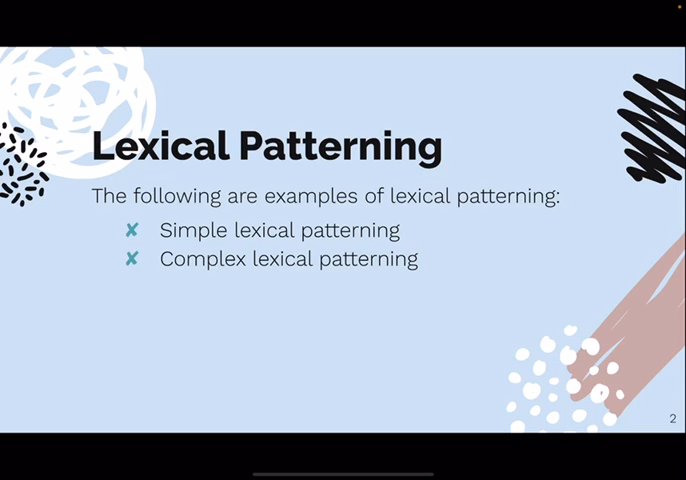 Lexical Patterning
The following are examples of lexical patterning:
✘ Simple lexical patterning
✘ Complex lexical patterning
2